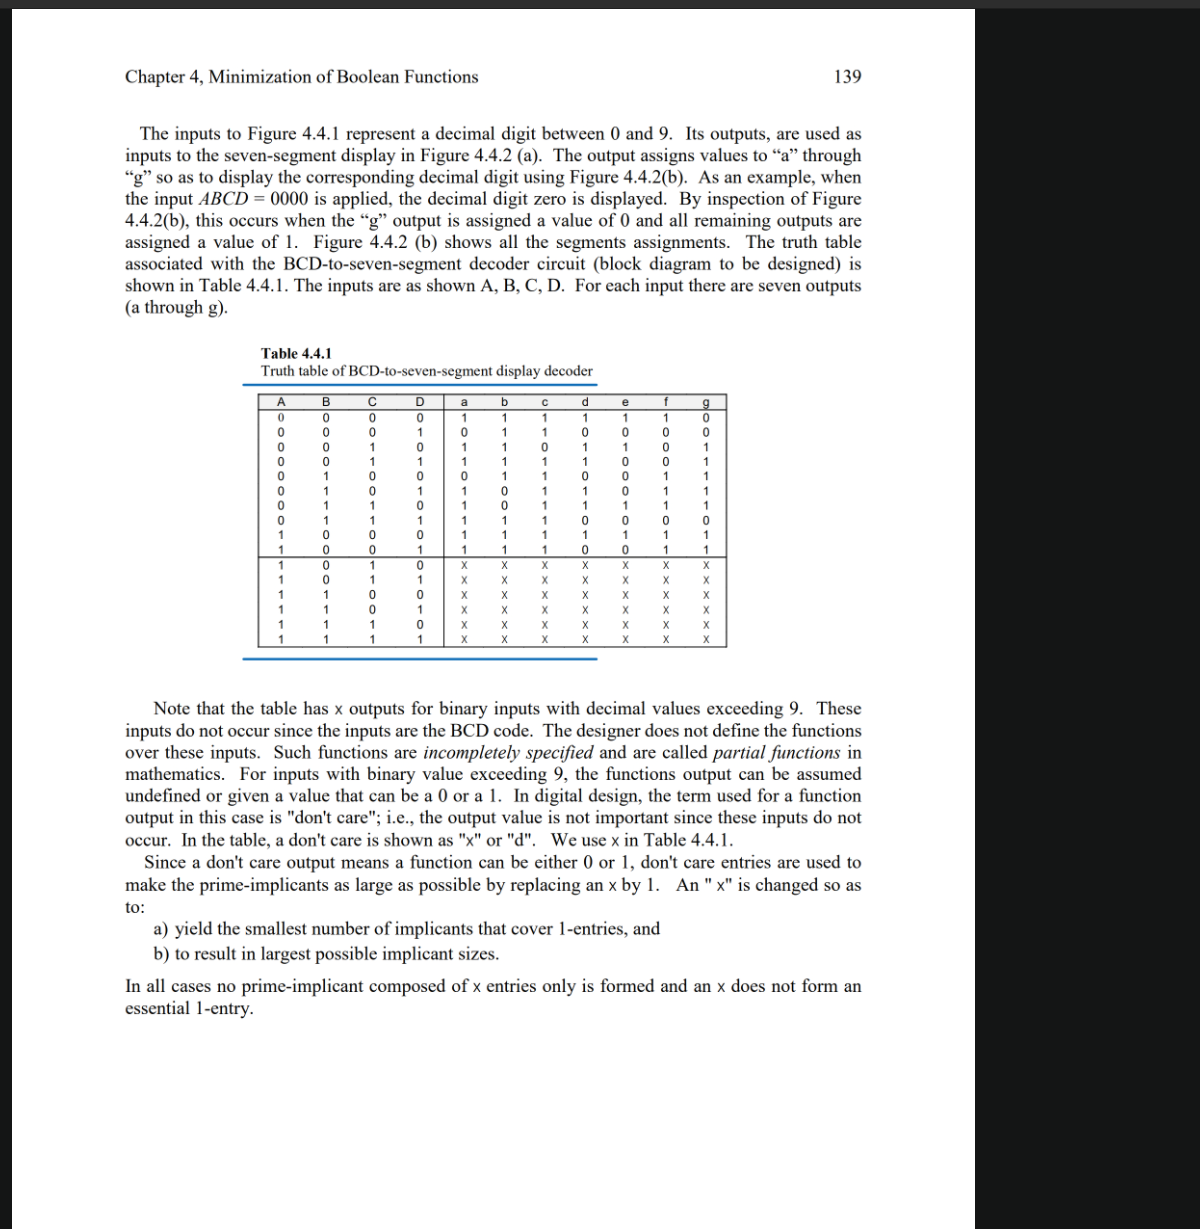 Chapter 4, Minimization of Boolean Functions 139
The inputs to Figure 4.4.1 represent a decimal digit between 0 and 9. Its outputs, are used as
inputs to the seven-segment display in Figure 4.4.2 (a). The output assigns values to “a” through
“g” so as to display the corresponding decimal digit using Figure 4.4.2(b). As an example, when
the input ABCD = 0000 is applied, the decimal digit zero is displayed. By inspection of Figure
4.4.2(b), this occurs when the “g” output is assigned a value of 0 and all remaining outputs are
assigned a value of 1. Figure 4.4.2 (b) shows all the segments assignments. The truth table
associated with the BCD-to-seven-segment decoder circuit (block diagram to be designed) is
shown in Table 4.4.1. The inputs are as shown A, B, C, D. For each input there are seven outputs
(a through g).
Table 4.4.1
Truth table of BCD-to-seven-segment display decoder
A B C D a b c d e f g
0 0 0 0 1 1 1 1 1 1 0
0 0 0 1 0 1 1 0 0 0 0
0 0 1 0 1 1 0 1 1 0 1
0 0 1 1 1 1 1 1 0 0 1
0 1 0 0 0 1 1 0 0 1 1
0 1 0 1 1 0 1 1 0 1 1
0 1 1 0 1 0 1 1 1 1 1
0 1 1 1 1 1 1 0 0 0 0
1 0 0 0 1 1 1 1 1 1 1
1 0 0 1 1 1 1 0 0 1 1
1 0 1 0 X X X X X X X
1 0 1 1 X X X X X X X
1 1 0 0 X X X X X X X
1 1 0 1 X X X X X X X
1 1 1 0 X X X X X X X
1 1 1 1 X X X X X X X
Note that the table has x outputs for binary inputs with decimal values exceeding 9. These
inputs do not occur since the inputs are the BCD code. The designer does not define the functions
over these inputs. Such functions are incompletely specified and are called partial functions in
mathematics. For inputs with binary value exceeding 9, the functions output can be assumed
undefined or given a value that can be a 0 or a 1. In digital design, the term used for a function
output in this case is "don't care"; i.e., the output value is not important since these inputs do not
occur. In the table, a don't care is shown as "x" or "d". We use x in Table 4.4.1.
Since a don't care output means a function can be either 0 or 1, don't care entries are used to
make the prime-implicants as large as possible by replacing an x by 1. An " x" is changed so as
to:
a) yield the smallest number of implicants that cover 1-entries, and
b) to result in largest possible implicant sizes.
In all cases no prime-implicant composed of x entries only is formed and an x does not form an
essential 1-entry.